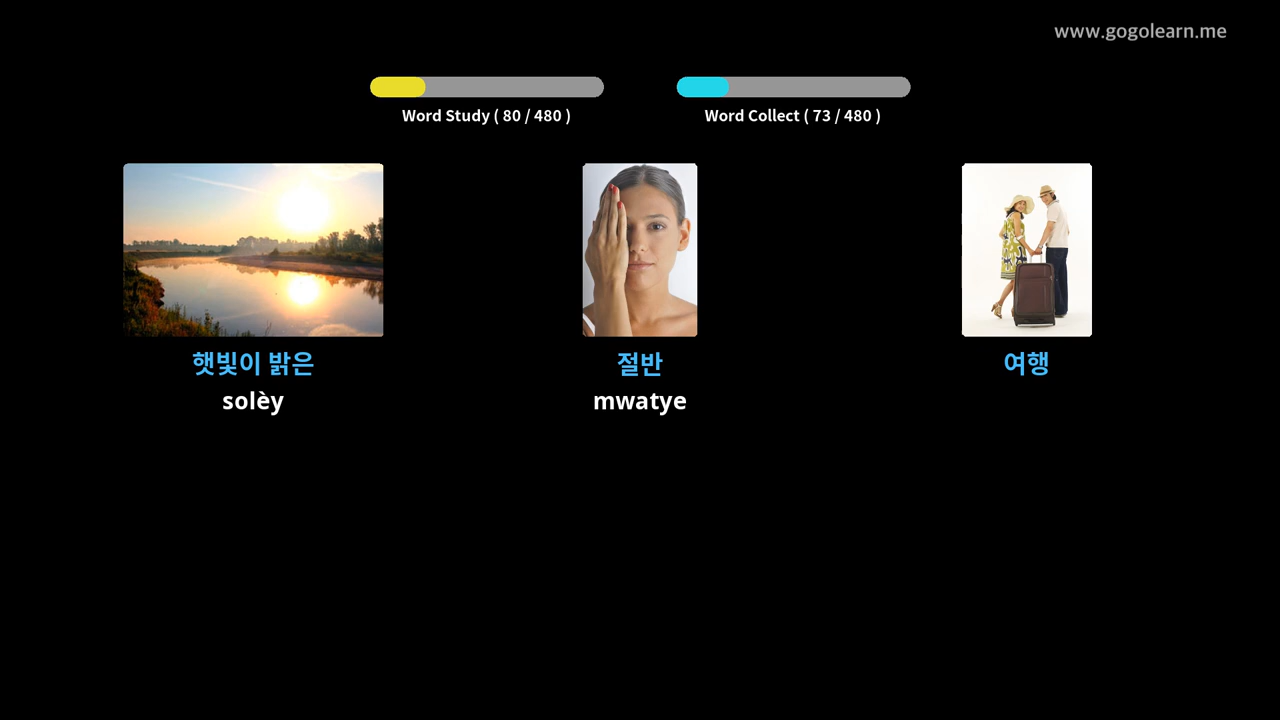 www.gogolearn.me
Word Study ( 80 / 480 )
Word Collect ( 73 / 480 )
햇빛이 밝은
solèy
절반
mwatye
여행